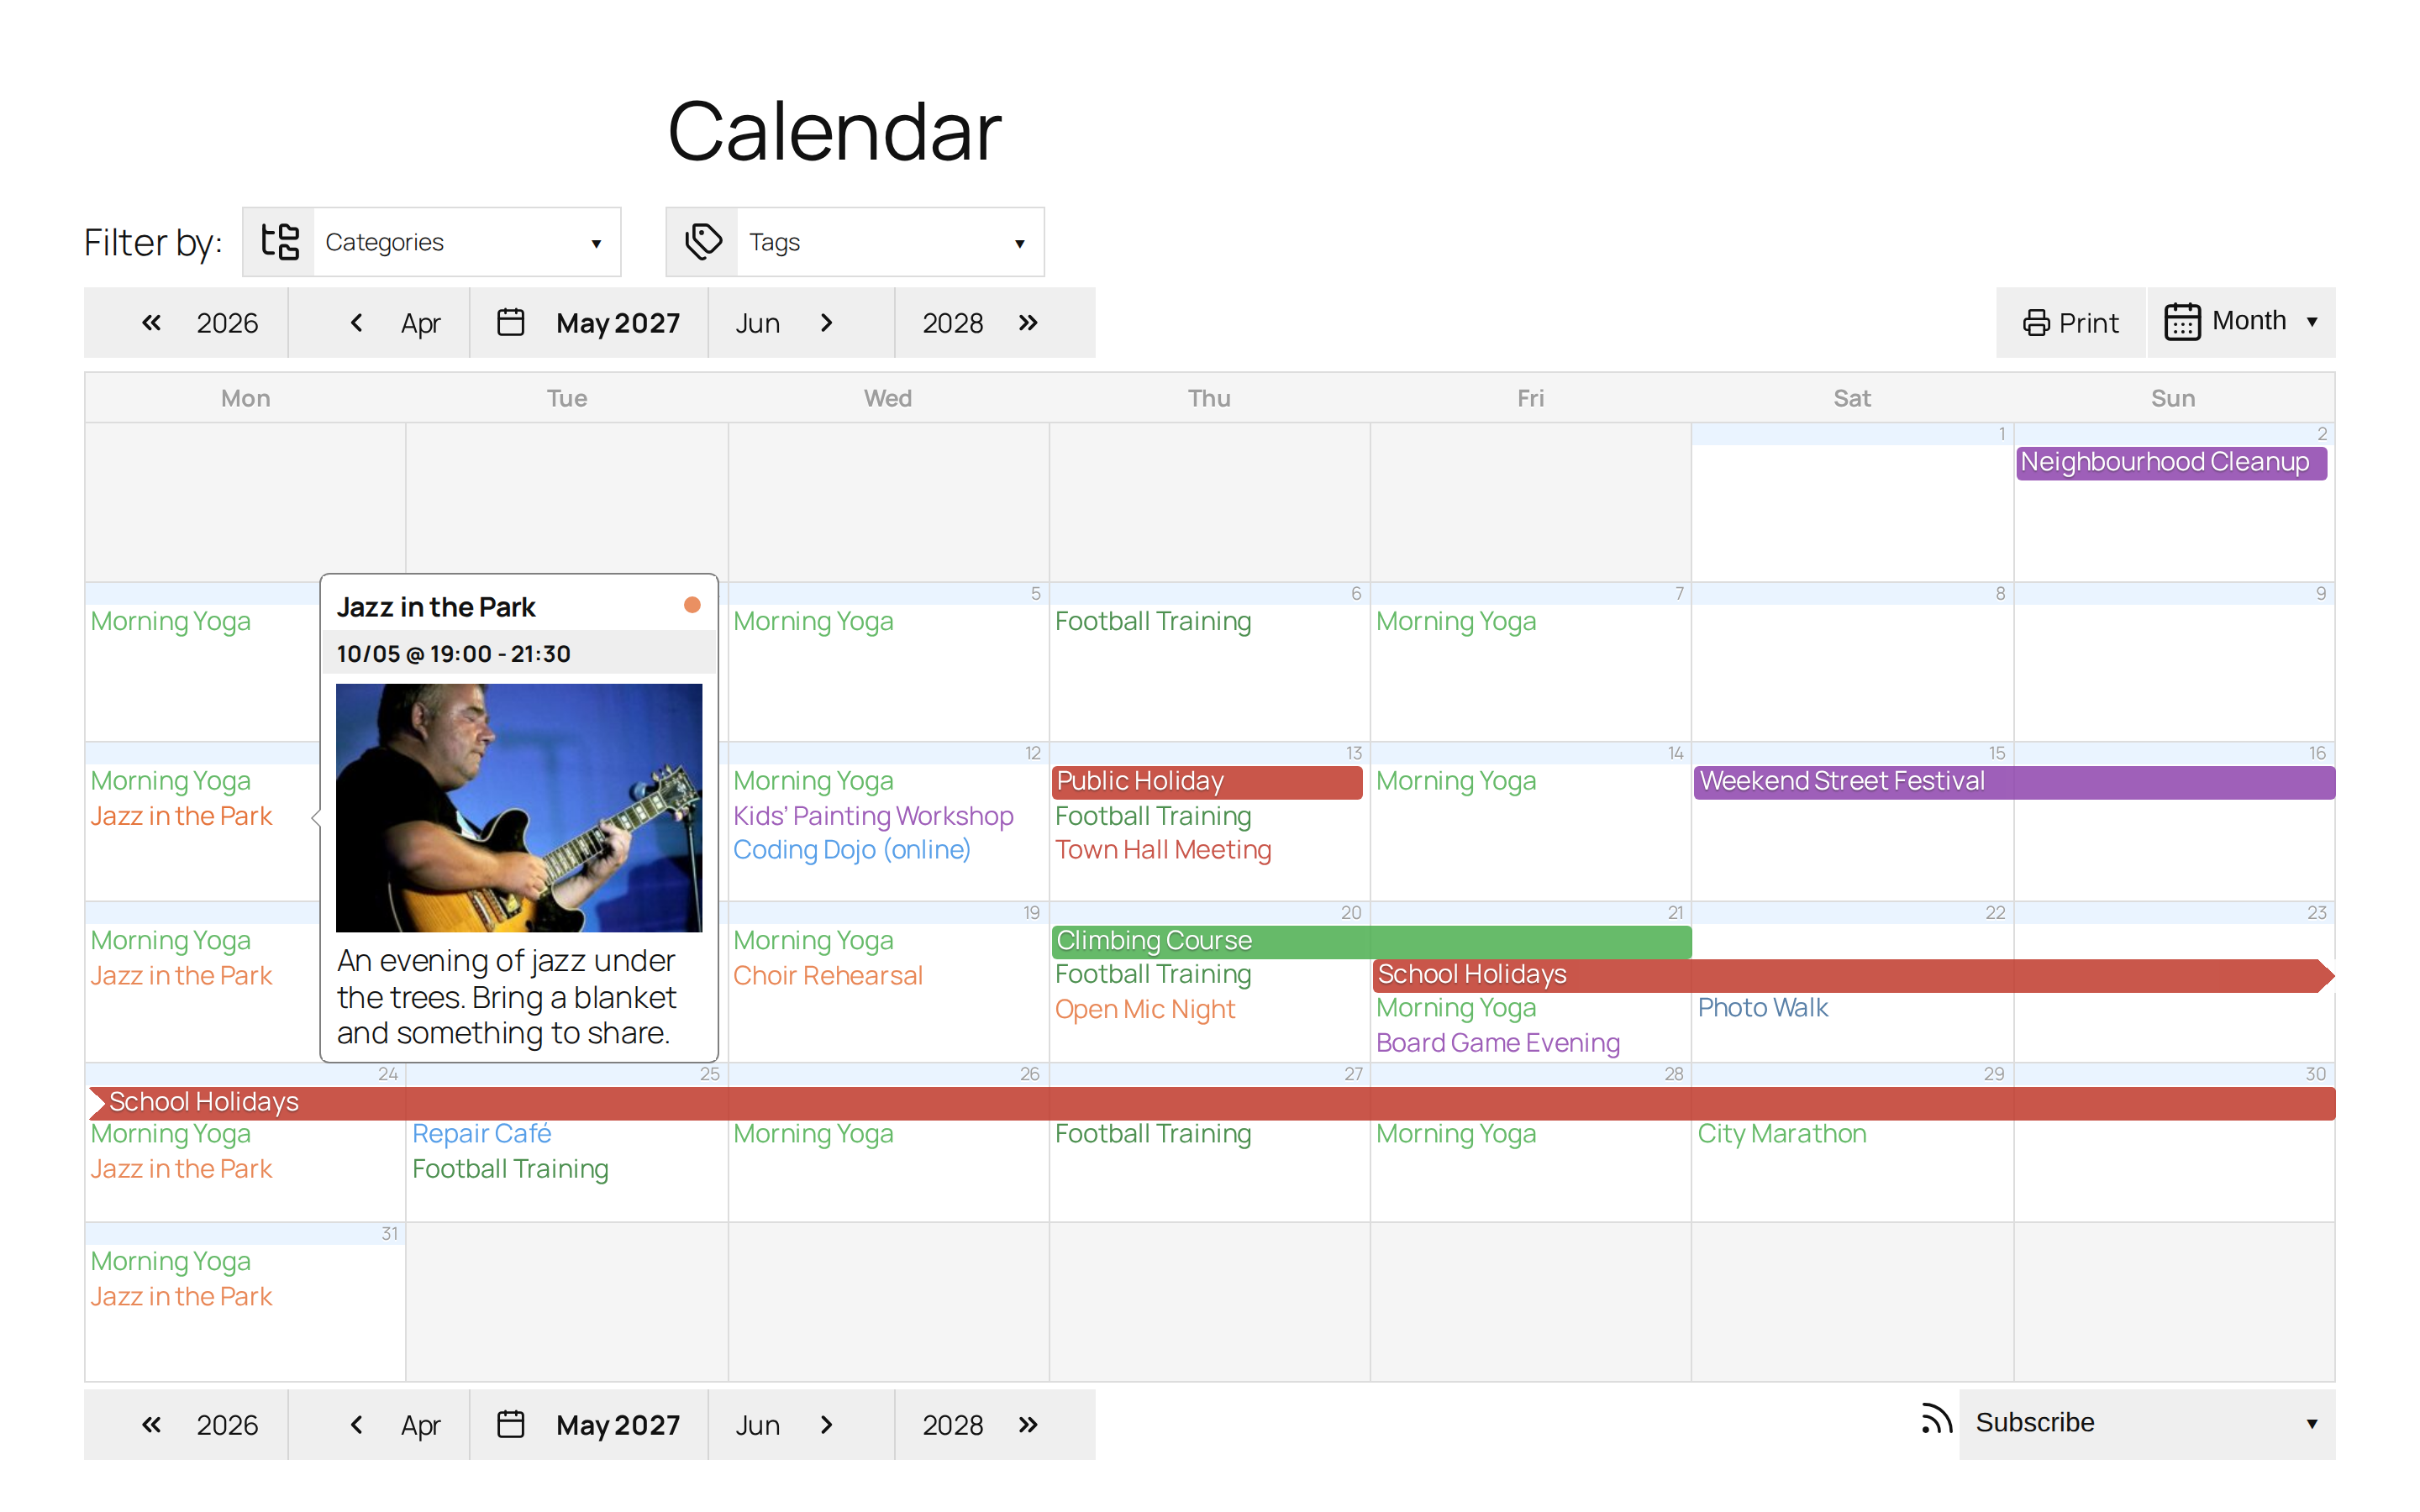 Calendar
Filter by: Categories Tags
2026 Apr May 2027 Jun 2028 Print Month
Mon Tue Wed Thu Fri Sat Sun
1 2
Neighbourhood Cleanup
5 6 7 8 9
Morning Yoga Morning Yoga Football Training Morning Yoga
Jazz in the Park
10/05 @ 19:00 - 21:30
12 13 14 15 16
Morning Yoga Morning Yoga Public Holiday Morning Yoga Weekend Street Festival
Jazz in the Park Kids’ Painting Workshop Football Training
Coding Dojo (online) Town Hall Meeting
19 20 21 22 23
Morning Yoga Morning Yoga Climbing Course
Jazz in the Park Choir Rehearsal Football Training School Holidays
Open Mic Night Morning Yoga Photo Walk
Board Game Evening
An evening of jazz under
the trees. Bring a blanket
and something to share.
24 25 26 27 28 29 30
School Holidays
Morning Yoga Repair Café Morning Yoga Football Training Morning Yoga City Marathon
Jazz in the Park Football Training
31
Morning Yoga
Jazz in the Park
2026 Apr May 2027 Jun 2028 Subscribe